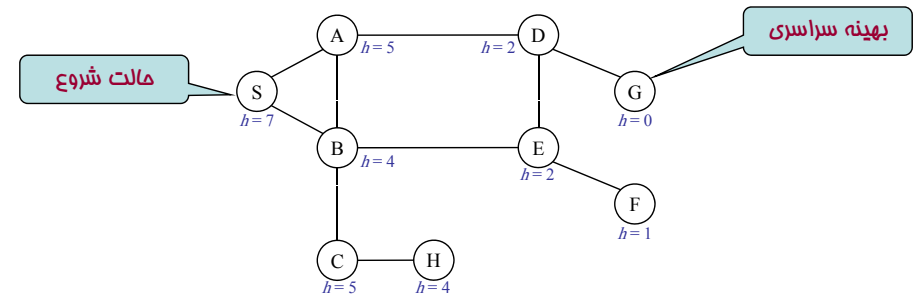 بهینه سراسری
حالت شروع
A
h = 5
D
h = 2
S
h = 7
G
h = 0
B
h = 4
E
h = 2
F
h = 1
C
h = 5
H
h = 4